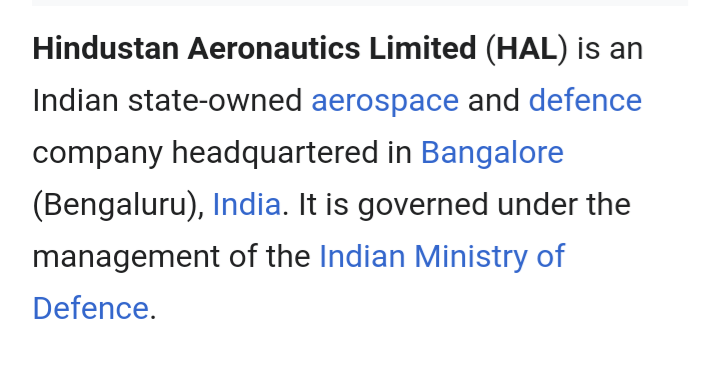 Hindustan Aeronautics Limited (HAL) is an
Indian state-owned aerospace and defence
company headquartered in Bangalore
(Bengaluru), India. It is governed under the
management of the Indian Ministry of
Defence.